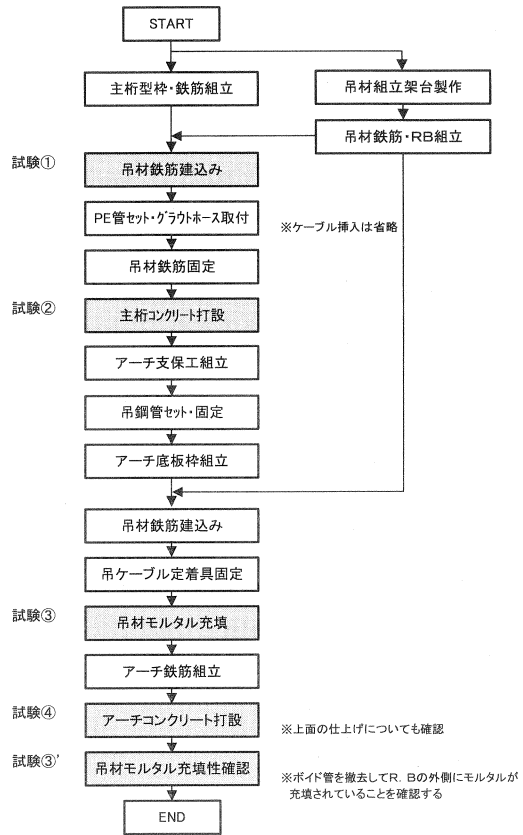 START
主桁型枠・鉄筋組立
吊材組立架台製作
吊材鉄筋・RB組立
試験①
吊材鉄筋建込み
PE管セット・グラウトホース取付
※ケーブル挿入は省略
吊材鉄筋固定
試験②
主桁コンクリート打設
アーチ支保工組立
吊鋼管セット・固定
アーチ底板枠組立
吊材鉄筋建込み
吊ケーブル定着具固定
試験③
吊材モルタル充填
アーチ鉄筋組立
試験④
アーチコンクリート打設
※上面の仕上げについても確認
試験③'
吊材モルタル充填性確認
※ボイド管を撤去してR.Bの外側にモルタルが
充填されていることを確認する
END